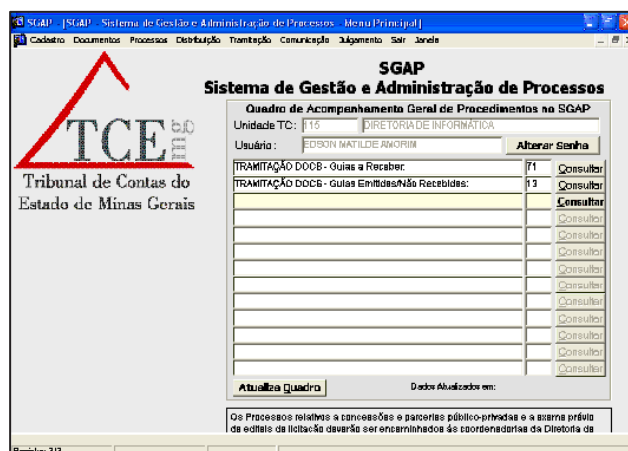 SGAP - [SGAP - Sistema de Gestão e Administração de Processos - Menu Principal]
Cadastro Documentos Processos Distribuição Tramitação Comunicação Julgamento Sair Janela
SGAP
Sistema de Gestão e Administração de Processos
Quadro de Acompanhamento Geral de Procedimentos no SGAP
Unidade TC: 115 DIRETORIA DE INFORMÁTICA
Usuário: EDSON MATILDE AMORIM Alterar Senha
TCEMG
Tribunal de Contas do
Estado de Minas Gerais
TRAMITAÇÃO DOCS - Guias a Receber: 71 Consultar
TRAMITAÇÃO DOCS - Guias Emitidas/Não Recebidas: 13 Consultar
Consultar
Consultar
Consultar
Consultar
Consultar
Consultar
Consultar
Consultar
Consultar
Consultar
Consultar
Consultar
Consultar
Atualiza Quadro Dados Atualizados em:
Os Processos relativos a concessões e parcerias público-privadas e a exame prévio
de editais de licitação deverão ser encaminhados às coordenadorias da Diretoria de